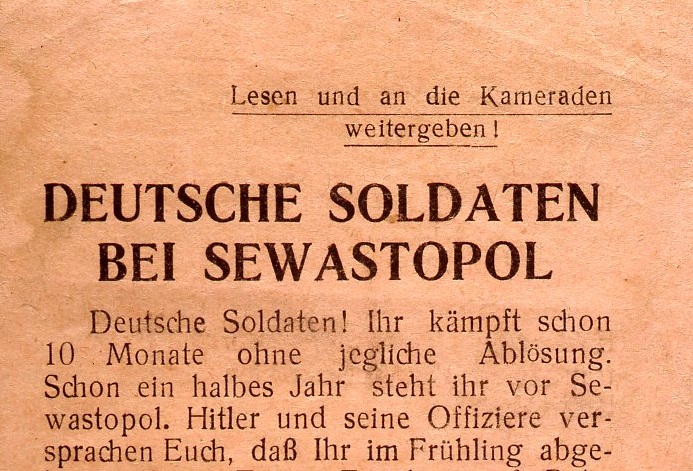 Lesen und an die Kameraden
weitergeben!
DEUTSCHE SOLDATEN
BEI SEWASTOPOL
Deutsche Soldaten! Ihr kämpft schon
10 Monate ohne jegliche Ablösung.
Schon ein halbes Jahr steht ihr vor Se-
wastopol. Hitler und seine Offiziere ver-
sprachen Euch, daß Ihr im Frühling abge-